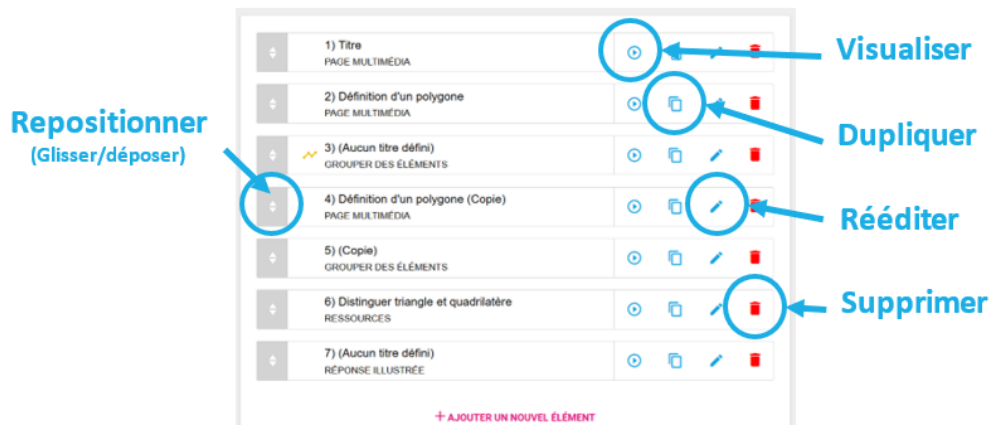 1) Titre
PAGE MULTIMÉDIA
Visualiser
2) Définition d'un polygone
PAGE MULTIMÉDIA
Repositionner
(Glisser/déposer)
Dupliquer
3) (Aucun titre défini)
GROUPER DES ÉLÉMENTS
4) Définition d'un polygone (Copie)
PAGE MULTIMÉDIA
Rééditer
5) (Copie)
GROUPER DES ÉLÉMENTS
6) Distinguer triangle et quadrilatère
RESSOURCES
Supprimer
7) (Aucun titre défini)
RÉPONSE ILLUSTRÉE
+ AJOUTER UN NOUVEL ÉLÉMENT